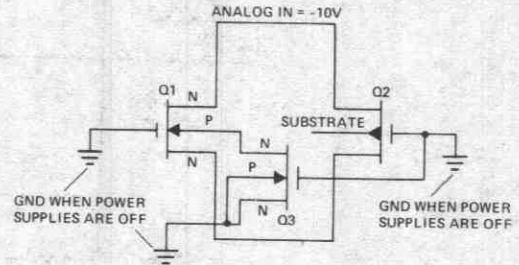 ANALOG IN = -10V
Q1
N
Q2
P
SUBSTRATE
N
N
P
GND WHEN POWER
SUPPLIES ARE OFF
N
Q3
GND WHEN POWER
SUPPLIES ARE OFF